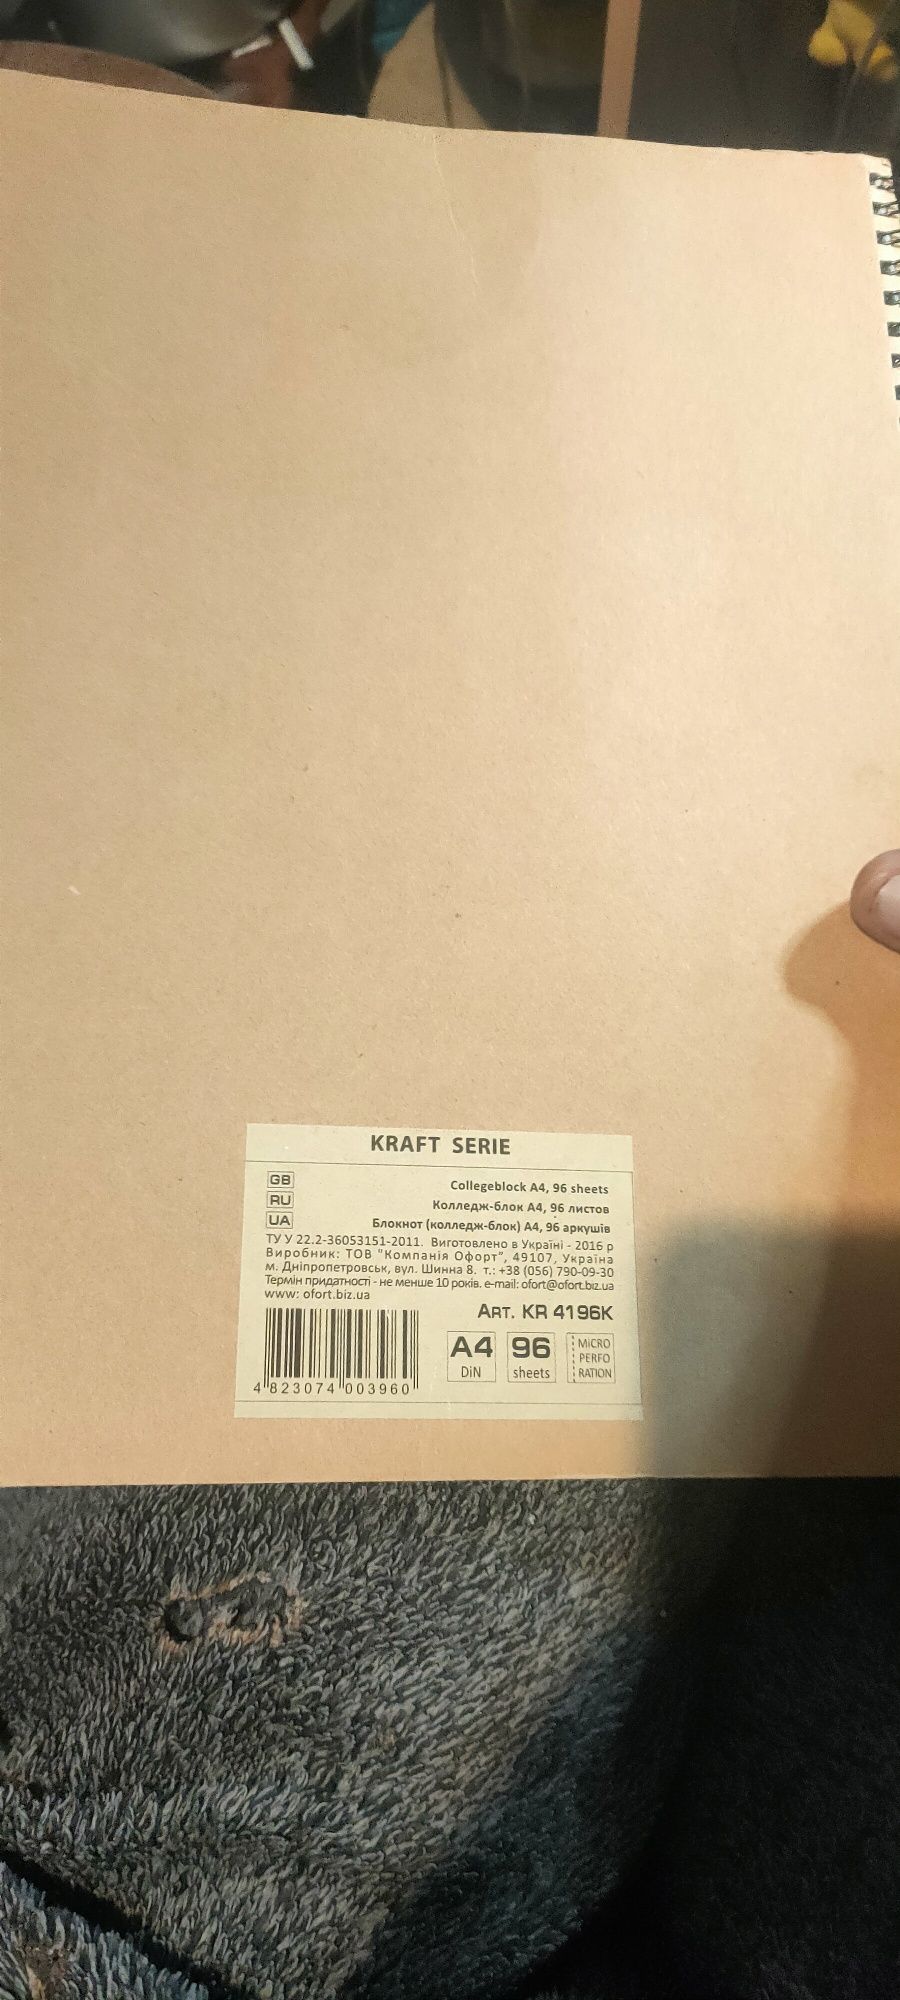 KRAFT SERIE
GB
Collegeblock A4, 96 sheets
RU
Колледж-блок А4, 96 листов
UA
Блокнот (колледж-блок) А4, 96 аркушів
ТУ У 22.2-36053151-2011. Виготовлено в Україні - 2016 р
Виробник: ТОВ "Компанія Офорт", 49107, Україна
м. Дніпропетровськ, вул. Шинна 8. т.: +38 (056) 790-09-30
Термін придатності - не менше 10 років. e-mail: ofort@ofort.biz.ua
www: ofort.biz.ua
АРТ. KR 4196K
A4
DiN
96
sheets
MiCRO
PERFO
RATION
4 823074 003960